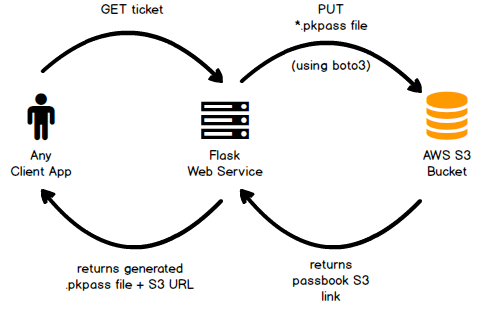 GET ticket
PUT
*.pkpass file
(using boto3)
Any
Client App
Flask
Web Service
AWS S3
Bucket
returns generated
.pkpass file + S3 URL
returns
passbook S3
link